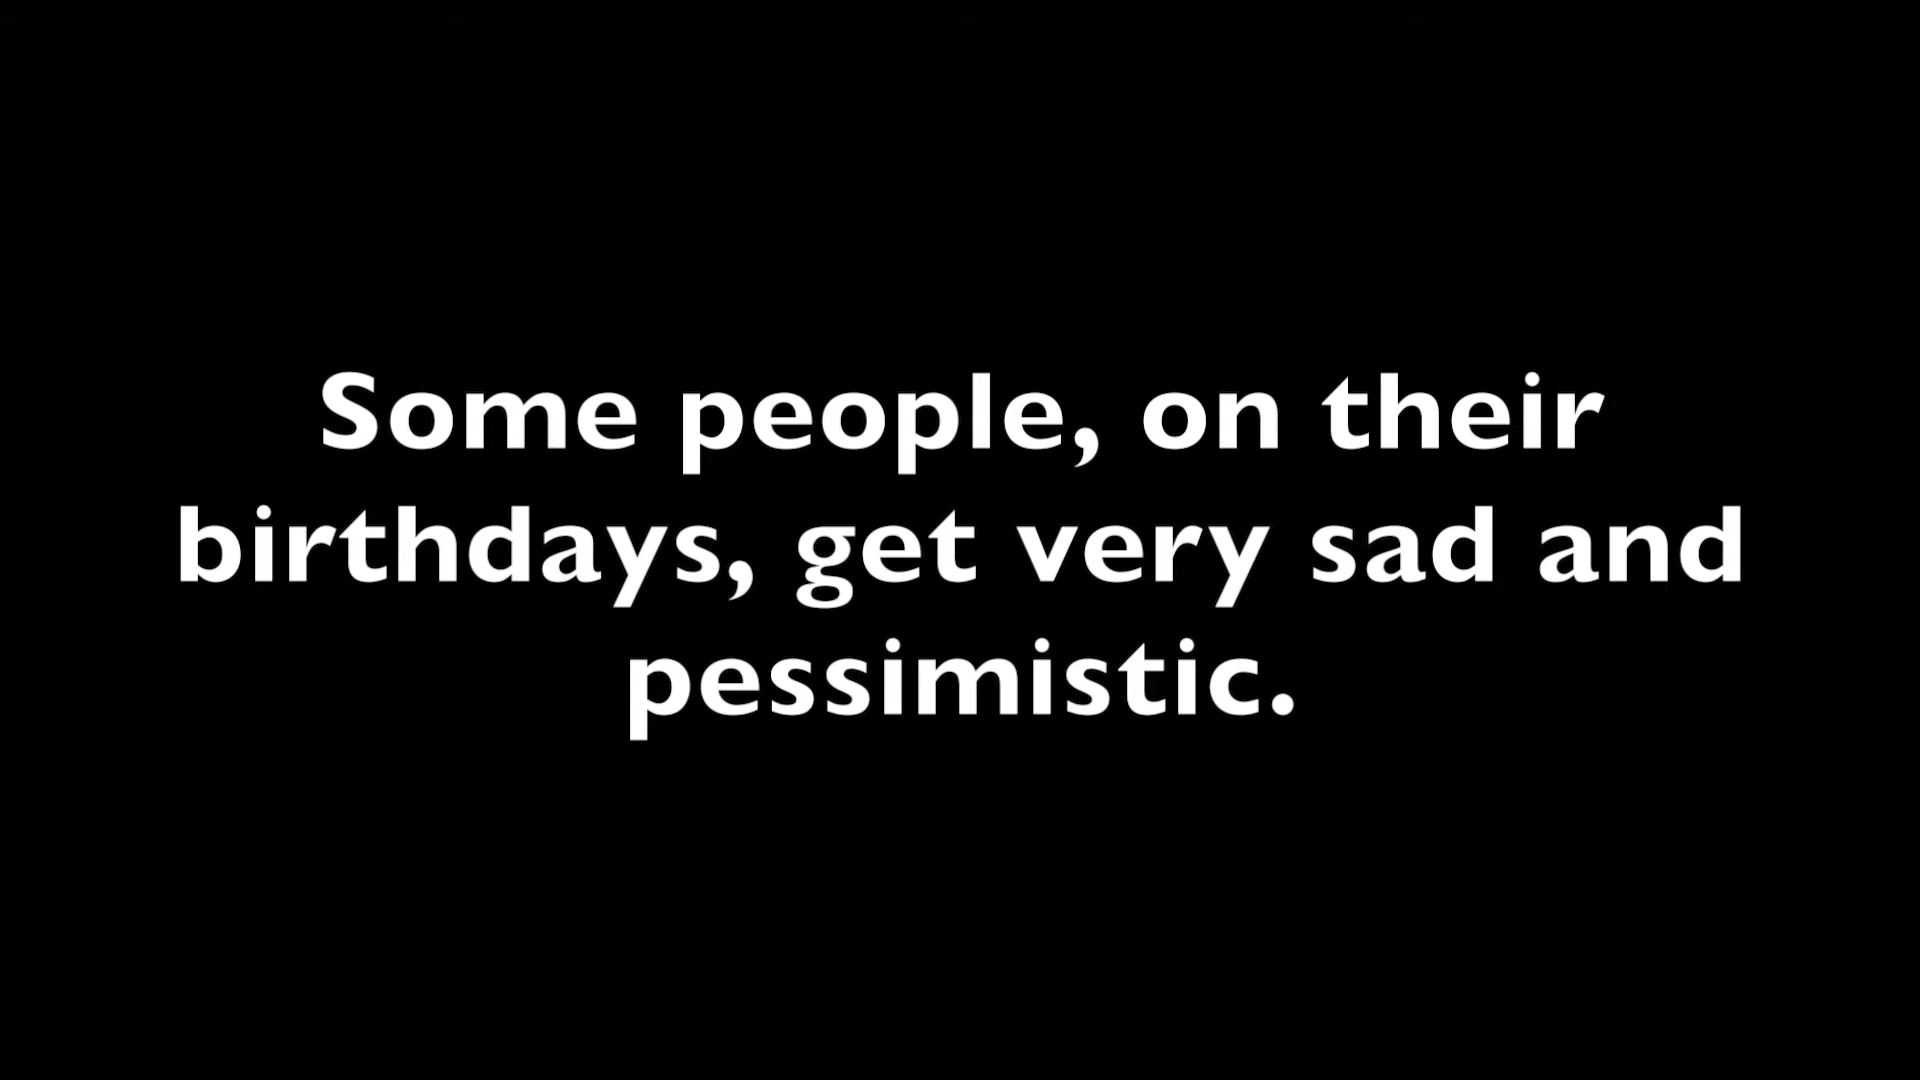 Some people, on their
birthdays, get very sad and
pessimistic.